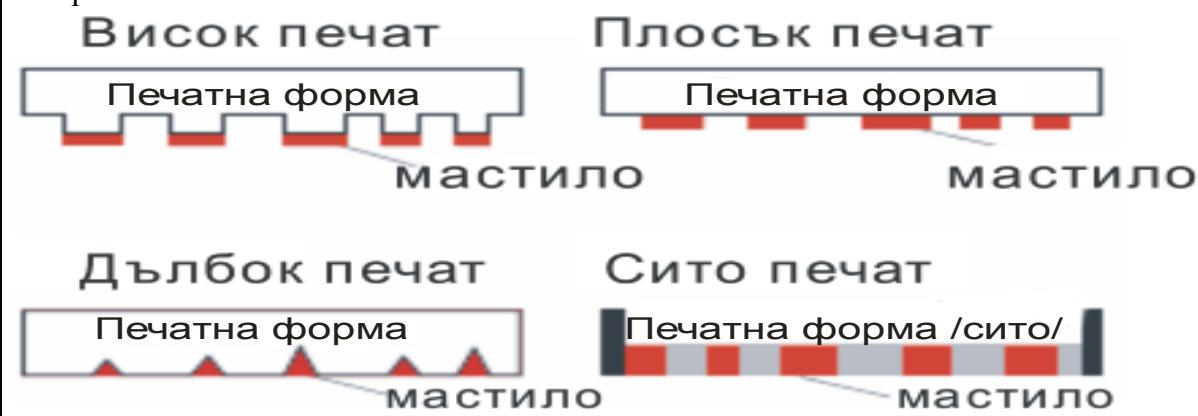 Висок печат
Плосък печат
Печатна форма
Печатна форма
мастило
мастило
Дълбок печат
Сито печат
Печатна форма
Печатна форма /сито/
мастило
мастило